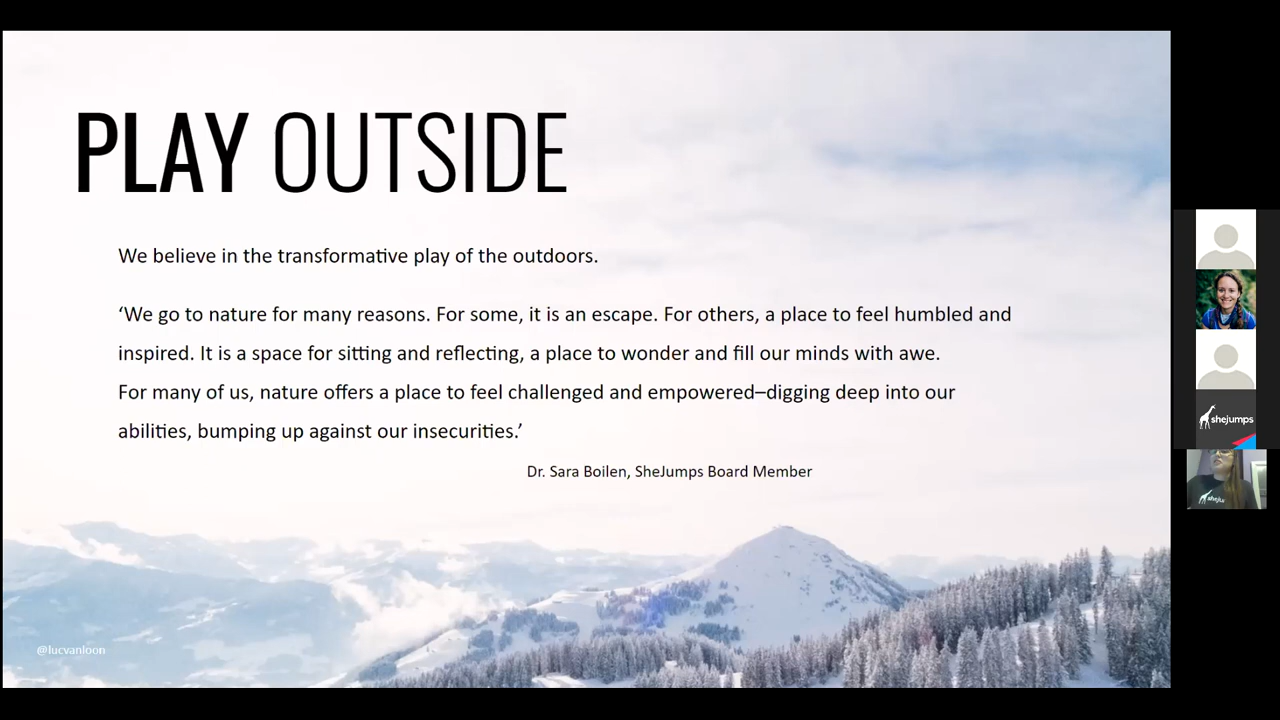 PLAY OUTSIDE
We believe in the transformative play of the outdoors.
‘We go to nature for many reasons. For some, it is an escape. For others, a place to feel humbled and
inspired. It is a space for sitting and reflecting, a place to wonder and fill our minds with awe.
For many of us, nature offers a place to feel challenged and empowered–digging deep into our
abilities, bumping up against our insecurities.’
Dr. Sara Boilen, SheJumps Board Member
@lucvanloon
shejumps